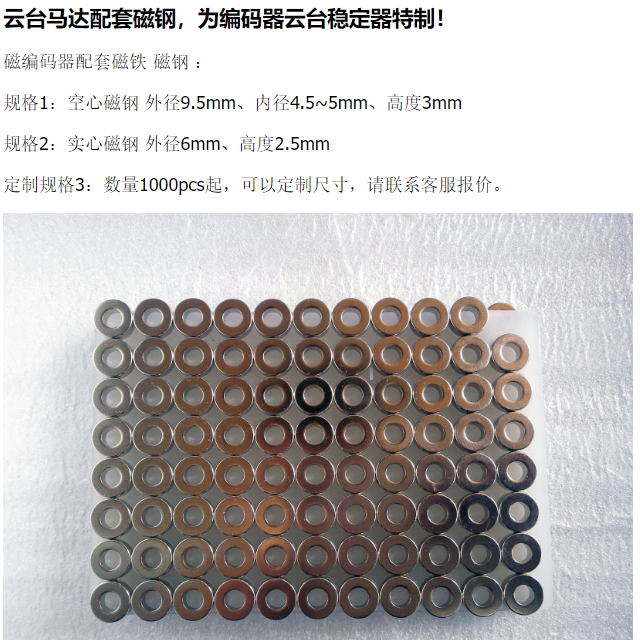 云台马达配套磁钢，为编码器云台稳定器特制！
磁编码器配套磁铁 磁钢 ：
规格1：空心磁钢 外径9.5mm、内径4.5~5mm、高度3mm
规格2：实心磁钢 外径6mm、高度2.5mm
定制规格3：数量1000pcs起，可以定制尺寸，请联系客服报价。